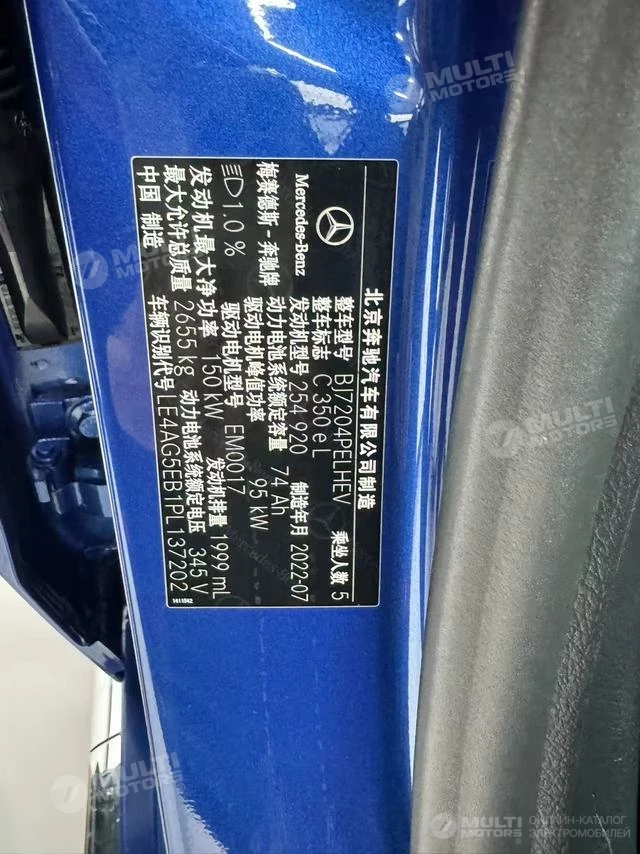 北京奔驰汽车有限公司制造
整车型号 BJ7204PELHEV 乘坐人数 5
整车标志 C 350 e L
发动机型号 254 920 制造年月 2022-07
动力电池系统额定容量 74 Ah
驱动电机峰值功率 95 kW
驱动电机型号 EM0017
发动机最大净功率 150 kW 发动机排量 1999 mL
最大允许总质量 2655 kg 动力电池系统额定电压 345 V
中国 制造 车辆识别代号 LE4AG5EB1PL137202
Mercedes-Benz
梅赛德斯-奔驰牌
1.0 %
1411542
MULTI MOTORS
MULTI MOTORS
MULTI MOTORS
MULTI MOTORS
MULTI MOTORS
MULTI MOTORS
ОНЛАЙН-КАТАЛОГ
ЭЛЕКТРОМОБИЛЕЙ